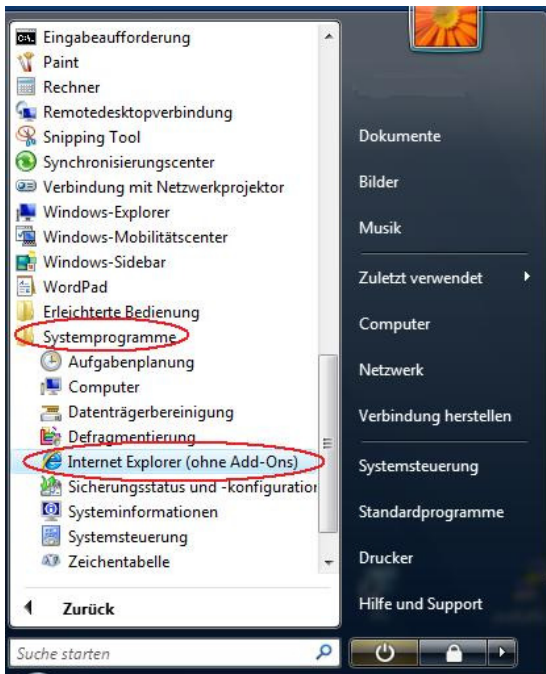 Eingabeaufforderung
Paint
Rechner
Remotedesktopverbindung
Snipping Tool
Synchronisierungscenter
Verbindung mit Netzwerkprojektor
Windows-Explorer
Windows-Mobilitätscenter
Windows-Sidebar
WordPad
Erleichterte Bedienung
Systemprogramme
Aufgabenplanung
Computer
Datenträgerbereinigung
Defragmentierung
Internet Explorer (ohne Add-Ons)
Sicherungsstatus und -konfiguration
Systeminformationen
Systemsteuerung
Zeichentabelle
Zurück
Suche starten
Dokumente
Bilder
Musik
Zuletzt verwendet
Computer
Netzwerk
Verbindung herstellen
Systemsteuerung
Standardprogramme
Drucker
Hilfe und Support